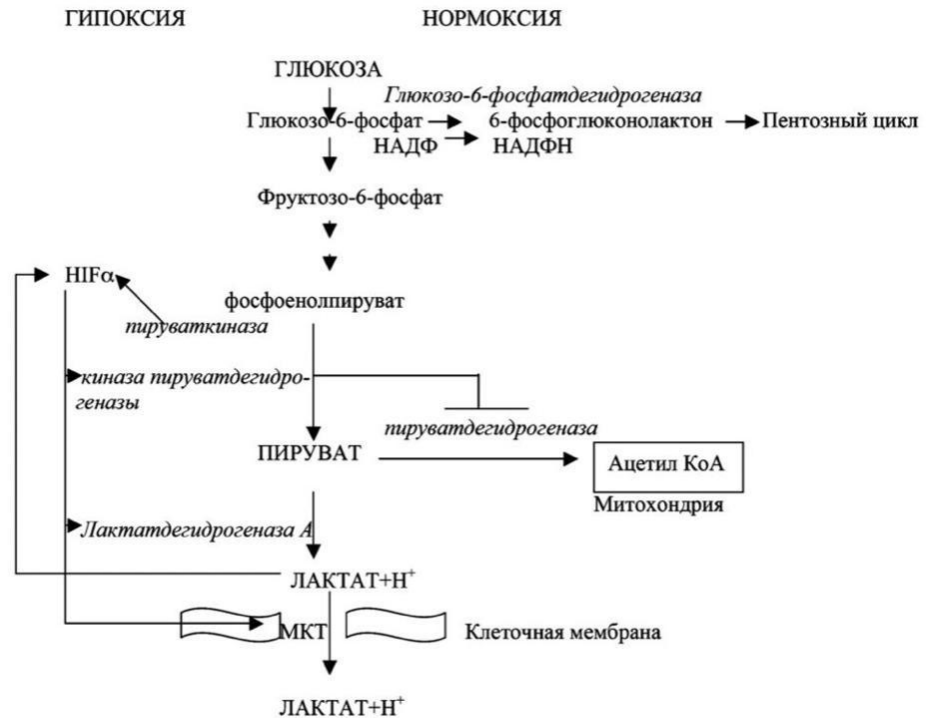 ГИПОКСИЯ НОРМОКСИЯ
ГЛЮКОЗА
Глюкозо-6-фосфатдегидрогеназа
Глюкозо-6-фосфат 6-фосфоглюконолактон Пентозный цикл
НАДФ НАДФН
Фруктозо-6-фосфат
HIFα
фосфоенолпируват
пируваткиназа
киназа пируватдегидро-
геназы
пируватдегидрогеназа
ПИРУВАТ
Ацетил КоА
Митохондрия
Лактатдегидрогеназа А
ЛАКТАТ+Н⁺
МКТ Клеточная мембрана
ЛАКТАТ+Н⁺